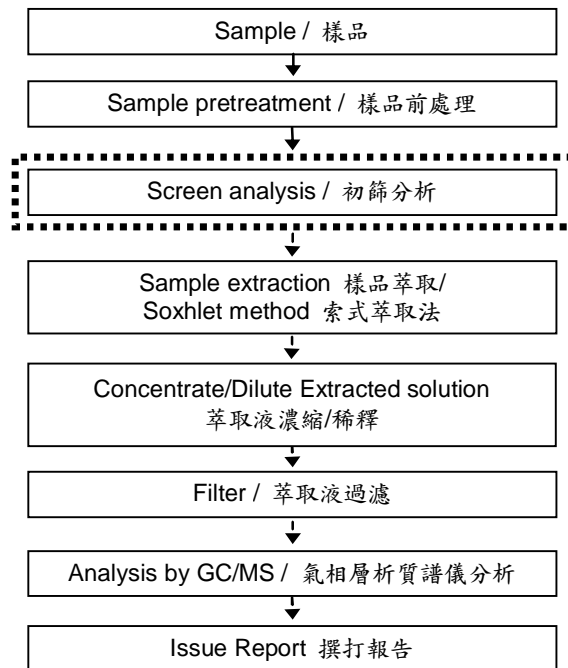 Sample / 樣品
Sample pretreatment / 樣品前處理
Screen analysis / 初篩分析
Sample extraction 樣品萃取/
Soxhlet method 索式萃取法
Concentrate/Dilute Extracted solution
萃取液濃縮/稀釋
Filter / 萃取液過濾
Analysis by GC/MS / 氣相層析質譜儀分析
Issue Report 撰打報告